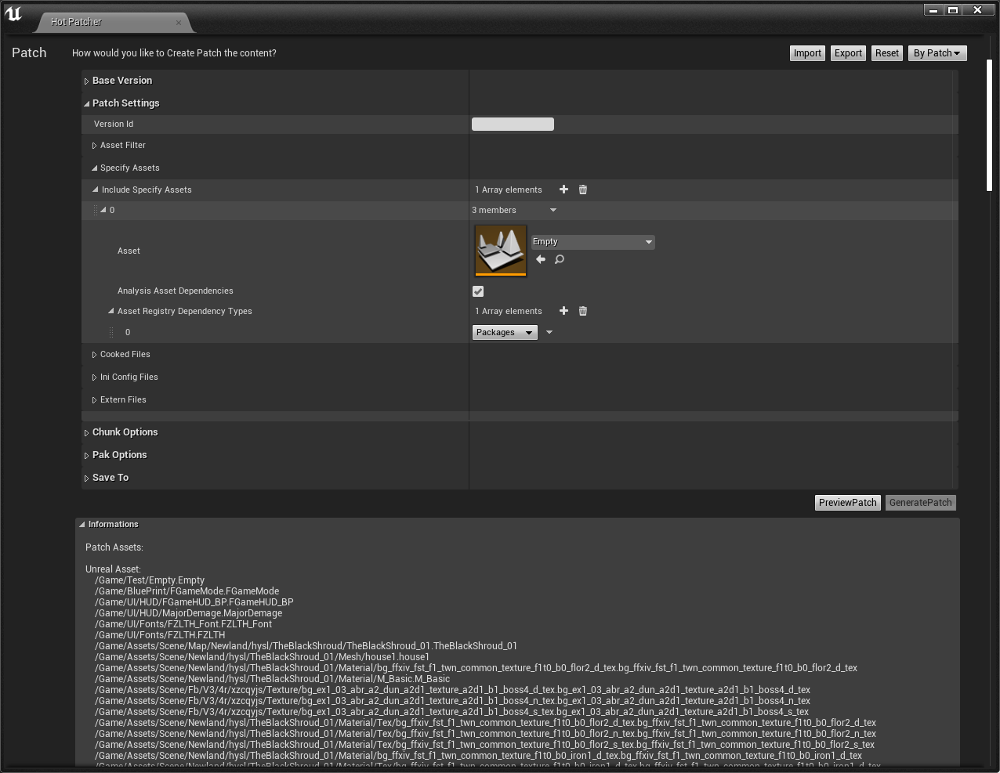 Hot Patcher
Patch
How would you like to Create Patch the content?
Import
Export
Reset
By Patch
Base Version
Patch Settings
Version Id
Asset Filter
Specify Assets
Include Specify Assets
1 Array elements
0
3 members
Asset
Empty
Analysis Asset Dependencies
Asset Registry Dependency Types
1 Array elements
0
Packages
Cooked Files
Ini Config Files
Extern Files
Chunk Options
Pak Options
Save To
PreviewPatch
GeneratePatch
Informations
Patch Assets:
Unreal Asset:
/Game/Test/Empty.Empty
/Game/BluePrint/FGameMode.FGameMode
/Game/UI/HUD/FGameHUD_BP.FGameHUD_BP
/Game/UI/HUD/MajorDemage.MajorDemage
/Game/UI/Fonts/FZLTH_Font.FZLTH_Font
/Game/UI/Fonts/FZLTH.FZLTH
/Game/Assets/Scene/Map/Newland/hysl/TheBlackShroud/TheBlackShroud_01.TheBlackShroud_01
/Game/Assets/Scene/Newland/hysl/TheBlackShroud_01/Mesh/house1.house1
/Game/Assets/Scene/Newland/hysl/TheBlackShroud_01/Material/bg_ffxiv_fst_f1_twn_common_texture_f1t0_b0_flor2_d_tex.bg_ffxiv_fst_f1_twn_common_texture_f1t0_b0_flor2_d_tex
/Game/Assets/Scene/Newland/hysl/TheBlackShroud_01/Material/M_Basic.M_Basic
/Game/Assets/Scene/Fb/V3/4r/xzcqyjs/Texture/bg_ex1_03_abr_a2_dun_a2d1_texture_a2d1_b1_boss4_d_tex.bg_ex1_03_abr_a2_dun_a2d1_texture_a2d1_b1_boss4_d_tex
/Game/Assets/Scene/Fb/V3/4r/xzcqyjs/Texture/bg_ex1_03_abr_a2_dun_a2d1_texture_a2d1_b1_boss4_n_tex.bg_ex1_03_abr_a2_dun_a2d1_texture_a2d1_b1_boss4_n_tex
/Game/Assets/Scene/Fb/V3/4r/xzcqyjs/Texture/bg_ex1_03_abr_a2_dun_a2d1_texture_a2d1_b1_boss4_s_tex.bg_ex1_03_abr_a2_dun_a2d1_texture_a2d1_b1_boss4_s_tex
/Game/Assets/Scene/Newland/hysl/TheBlackShroud_01/Material/Tex/bg_ffxiv_fst_f1_twn_common_texture_f1t0_b0_flor2_d_tex.bg_ffxiv_fst_f1_twn_common_texture_f1t0_b0_flor2_d_tex
/Game/Assets/Scene/Newland/hysl/TheBlackShroud_01/Material/Tex/bg_ffxiv_fst_f1_twn_common_texture_f1t0_b0_flor2_n_tex.bg_ffxiv_fst_f1_twn_common_texture_f1t0_b0_flor2_n_tex
/Game/Assets/Scene/Newland/hysl/TheBlackShroud_01/Material/Tex/bg_ffxiv_fst_f1_twn_common_texture_f1t0_b0_flor2_s_tex.bg_ffxiv_fst_f1_twn_common_texture_f1t0_b0_flor2_s_tex
/Game/Assets/Scene/Newland/hysl/TheBlackShroud_01/Material/bg_ffxiv_fst_f1_twn_common_texture_f1t0_b0_iron1_d_tex.bg_ffxiv_fst_f1_twn_common_texture_f1t0_b0_iron1_d_tex